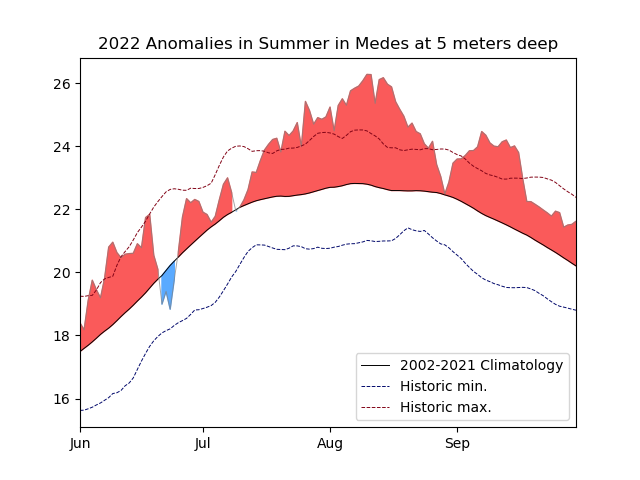 2022 Anomalies in Summer in Medes at 5 meters deep
26
24
22
20
18
16
Jun
Jul
Aug
Sep
2002-2021 Climatology
Historic min.
Historic max.